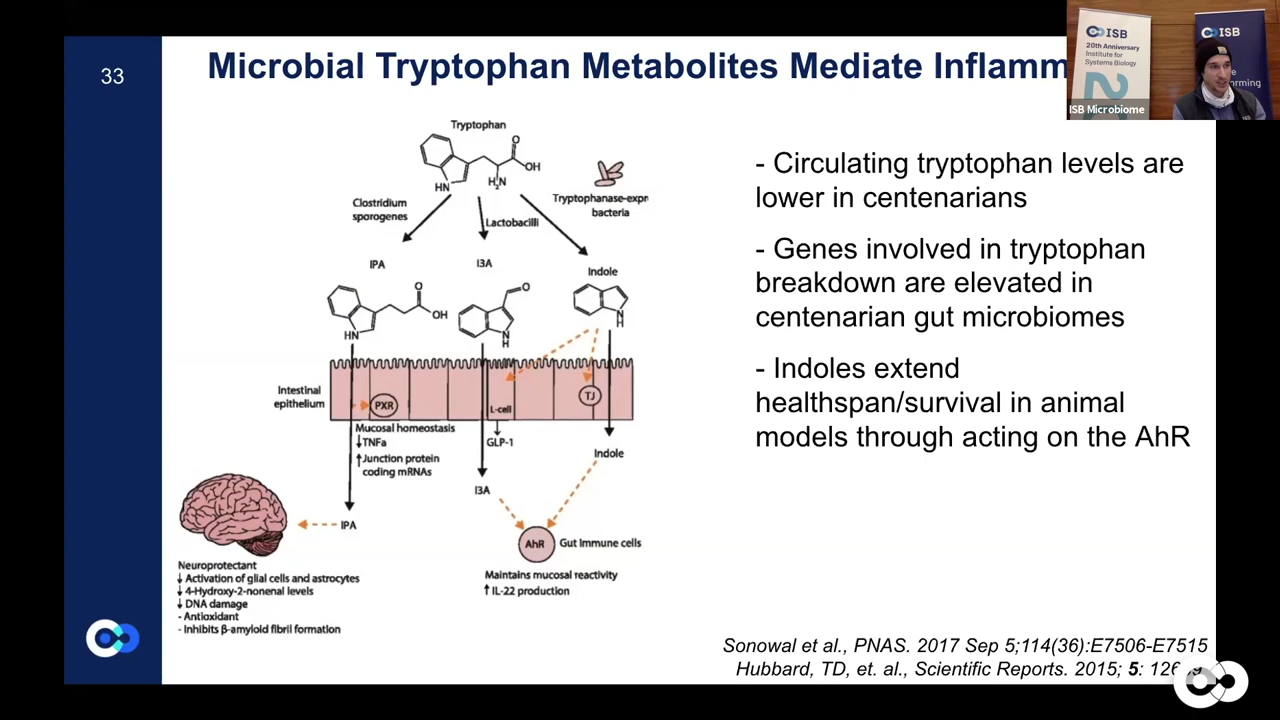 33
Microbial Tryptophan Metabolites Mediate Inflamm
ISB
20th Anniversary
Institute for
Systems Biology
ISB
ISB Microbiome
Tryptophan
O
OH
HN
H₂N
Tryptophanase-expr
bacteria
Clostridium
sporogenes
Lactobacilli
IPA
I3A
Indole
O
OH
HN
O
N
H
N
H
Intestinal
epithelium
PXR
L-cell
TJ
Mucosal homeostasis
↓TNFa
↑Junction protein
coding mRNAs
GLP-1
Indole
I3A
IPA
AhR
Gut Immune cells
Maintains mucosal reactivity
↑ IL-22 production
Neuroprotectant
↓ Activation of glial cells and astrocytes
↓ 4-Hydroxy-2-nonenal levels
↓ DNA damage
- Antioxidant
- Inhibits β-amyloid fibril formation
- Circulating tryptophan levels are
lower in centenarians
- Genes involved in tryptophan
breakdown are elevated in
centenarian gut microbiomes
- Indoles extend
healthspan/survival in animal
models through acting on the AhR
Sonowal et al., PNAS. 2017 Sep 5;114(36):E7506-E7515
Hubbard, TD, et. al., Scientific Reports. 2015; 5: